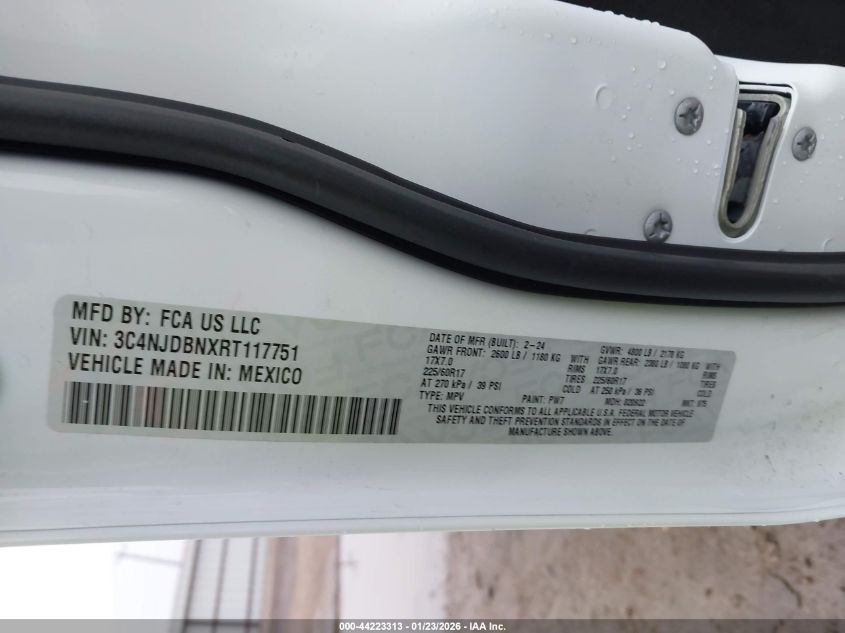 MFD BY: FCA US LLC
VIN: 3C4NJDBNXRT117751
VEHICLE MADE IN: MEXICO
DATE OF MFR (BUILT): 2-24 GVWR: 4800 LB / 2178 KG
GAWR FRONT: 2600 LB / 1180 KG WITH GAWR REAR: 2380 LB / 1080 KG WITH
17X7.0 RIMS 17X7.0 RIMS
225/60R17 TIRES 225/60R17 TIRES
AT 270 kPa / 39 PSI COLD AT 250 kPa / 36 PSI COLD
TYPE: MPV PAINT: PW7 MDH: MKT:
THIS VEHICLE CONFORMS TO ALL APPLICABLE U.S.A. FEDERAL MOTOR VEHICLE
SAFETY AND THEFT PREVENTION STANDARDS IN EFFECT ON THE DATE OF
MANUFACTURE SHOWN ABOVE.
000-44223313 - 01/23/2026 - IAA Inc.